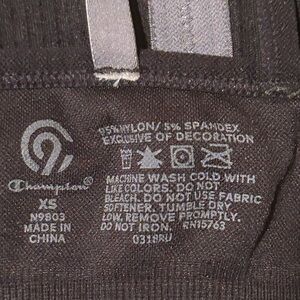 95% NYLON/ 5% SPANDEX
EXCLUSIVE OF DECORATION
MACHINE WASH COLD WITH
LIKE COLORS. DO NOT
BLEACH. DO NOT USE FABRIC
SOFTENER. TUMBLE DRY
LOW. REMOVE PROMPTLY.
DO NOT IRON. RN15763
0318RU
Champion
XS
N9803
MADE IN
CHINA